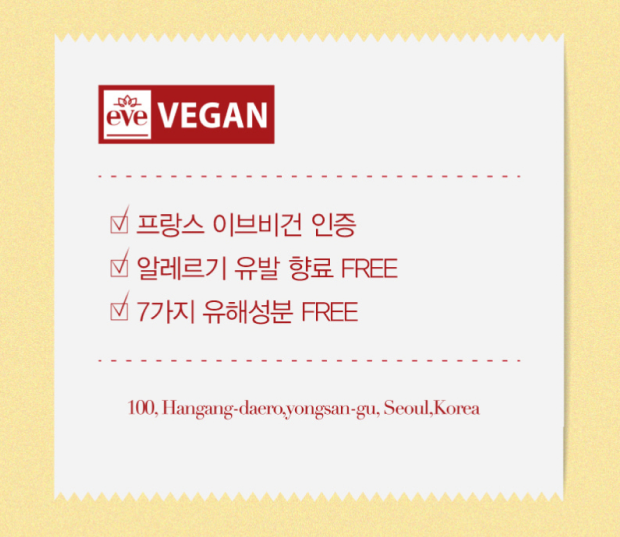 eve VEGAN
프랑스 이브비건 인증
알레르기 유발 향료 FREE
7가지 유해성분 FREE
100, Hangang-daero,yongsan-gu, Seoul,Korea